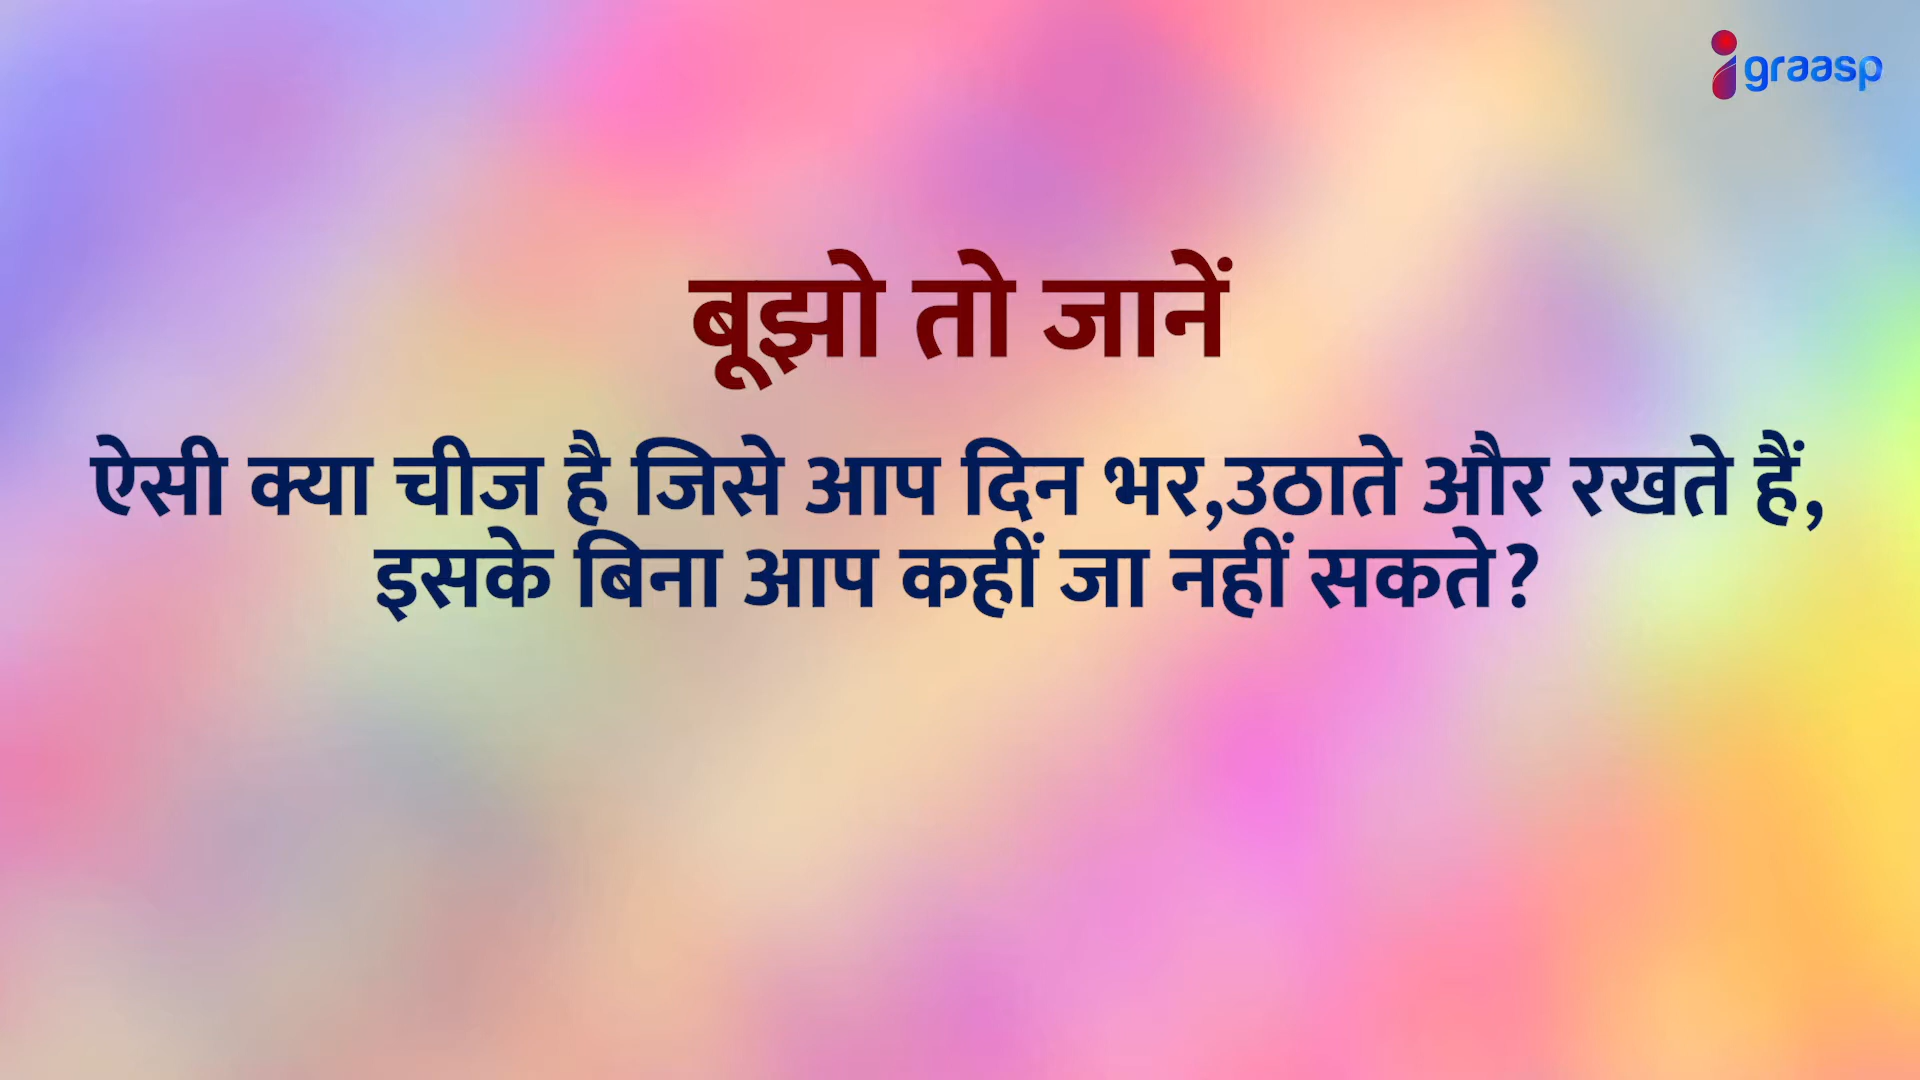 graasp
बूझो तो जानें
ऐसी क्या चीज है जिसे आप दिन भर,उठाते और रखते हैं,
इसके बिना आप कहीं जा नहीं सकते?